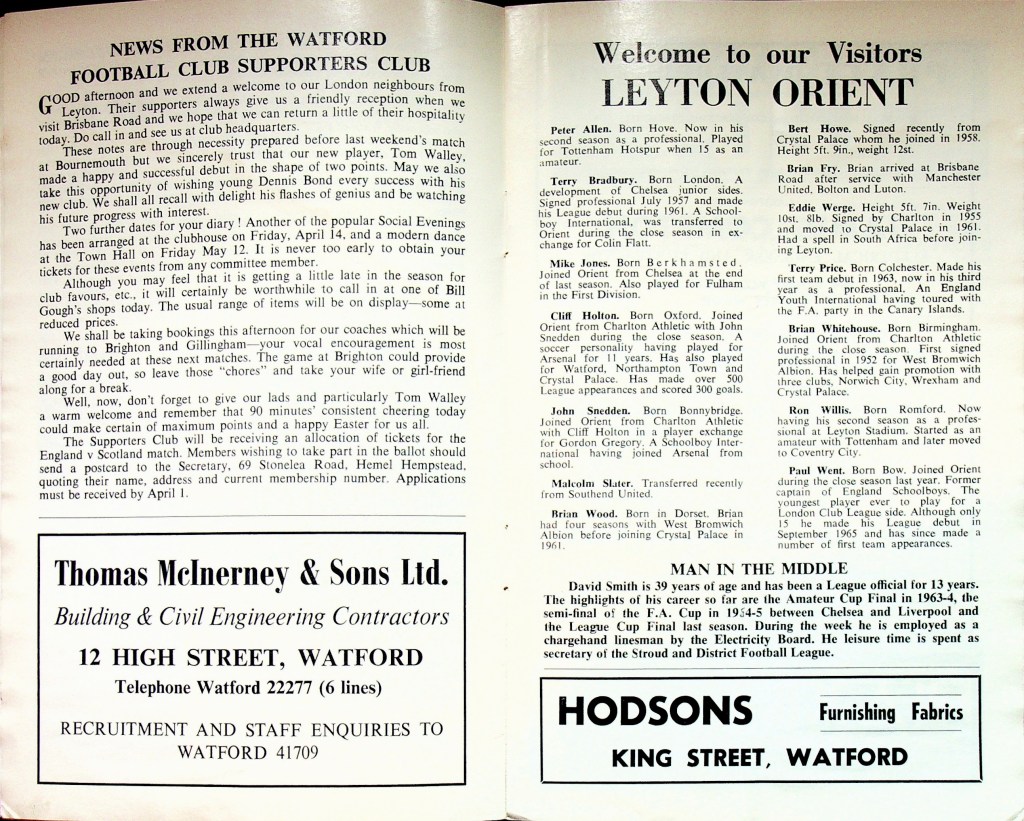 NEWS FROM THE WATFORD
FOOTBALL CLUB SUPPORTERS CLUB
GOOD afternoon and we extend a welcome to our London neighbours from
Leyton. Their supporters always give us a friendly reception when we
visit Brisbane Road and we hope that we can return a little of their hospitality
today. Do call in and see us at club headquarters.
These notes are through necessity prepared before last weekend's match
at Bournemouth but we sincerely trust that our new player, Tom Walley,
made a happy and successful debut in the shape of two points. May we also
take this opportunity of wishing young Dennis Bond every success with his
new club. We shall all recall with delight his flashes of genius and be watching
his future progress with interest.
Two further dates for your diary! Another of the popular Social Evenings
has been arranged at the clubhouse on Friday, April 14, and a modern dance
at the Town Hall on Friday May 12. It is never too early to obtain your
tickets for these events from any committee member.
Although you may feel that it is getting a little late in the season for
club favours, etc., it will certainly be worthwhile to call in at one of Bill
Gough's shops today. The usual range of items will be on display—some at
reduced prices.
We shall be taking bookings this afternoon for our coaches which will be
running to Brighton and Gillingham—your vocal encouragement is most
certainly needed at these next matches. The game at Brighton could provide
a good day out, so leave those "chores" and take your wife or girl-friend
along for a break.
Well, now, don't forget to give our lads and particularly Tom Walley
a warm welcome and remember that 90 minutes' consistent cheering today
could make certain of maximum points and a happy Easter for us all.
The Supporters Club will be receiving an allocation of tickets for the
England v Scotland match. Members wishing to take part in the ballot should
send a postcard to the Secretary, 69 Stonelea Road, Hemel Hempstead,
quoting their name, address and current membership number. Applications
must be received by April 1.
Thomas McInerney & Sons Ltd.
Building & Civil Engineering Contractors
12 HIGH STREET, WATFORD
Telephone Watford 22277 (6 lines)
RECRUITMENT AND STAFF ENQUIRIES TO
WATFORD 41709
Welcome to our Visitors
LEYTON ORIENT
Peter Allen. Born Hove. Now in his
second season as a professional. Played
for Tottenham Hotspur when 15 as an
amateur.
Terry Bradbury. Born London. A
development of Chelsea junior sides.
Signed professional July 1957 and made
his League debut during 1961. A School-
boy International, was transferred to
Orient during the close season in ex-
change for Colin Flatt.
Mike Jones. Born Berkhamsted.
Joined Orient from Chelsea at the end
of last season. Also played for Fulham
in the First Division.
Cliff Holton. Born Oxford. Joined
Orient from Charlton Athletic with John
Snedden during the close season. A
soccer personality having played for
Arsenal for 11 years. Has also played
for Watford, Northampton Town and
Crystal Palace. Has made over 500
League appearances and scored 300 goals.
John Snedden. Born Bonnybridge.
Joined Orient from Charlton Athletic
with Cliff Holton in a player exchange
for Gordon Gregory. A Schoolboy Inter-
national having joined Arsenal from
school.
Malcolm Slater. Transferred recently
from Southend United.
Brian Wood. Born in Dorset. Brian
had four seasons with West Bromwich
Albion before joining Crystal Palace in
1961.
Bert Howe. Signed recently from
Crystal Palace whom he joined in 1958.
Height 5ft. 9in., weight 12st.
Brian Fry. Brian arrived at Brisbane
Road after service with Manchester
United, Bolton and Luton.
Eddie Werge. Height 5ft. 7in. Weight
10st. 8lb. Signed by Charlton in 1955
and moved to Crystal Palace in 1961.
Had a spell in South Africa before join-
ing Leyton.
Terry Price. Born Colchester. Made his
first team debut in 1963, now in his third
year as a professional. An England
Youth International having toured with
the F.A. party in the Canary Islands.
Brian Whitehouse. Born Birmingham.
Joined Orient from Charlton Athletic
during the close season. First signed
professional in 1952 for West Bromwich
Albion. Has helped gain promotion with
three clubs, Norwich City, Wrexham and
Crystal Palace.
Ron Willis. Born Romford. Now
having his second season as a profes-
sional at Leyton Stadium. Started as an
amateur with Tottenham and later moved
to Coventry City.
Paul Went. Born Bow. Joined Orient
during the close season last year. Former
captain of England Schoolboys. The
youngest player ever to play for a
London Club League side. Although only
15 he made his League debut in
September 1965 and has since made a
number of first team appearances.
MAN IN THE MIDDLE
David Smith is 39 years of age and has been a League official for 13 years.
The highlights of his career so far are the Amateur Cup Final in 1963-4, the
semi-final of the F.A. Cup in 1964-5 between Chelsea and Liverpool and
the League Cup Final last season. During the week he is employed as a
chargehand linesman by the Electricity Board. He leisure time is spent as
secretary of the Stroud and District Football League.
HODSONS
Furnishing Fabrics
KING STREET, WATFORD